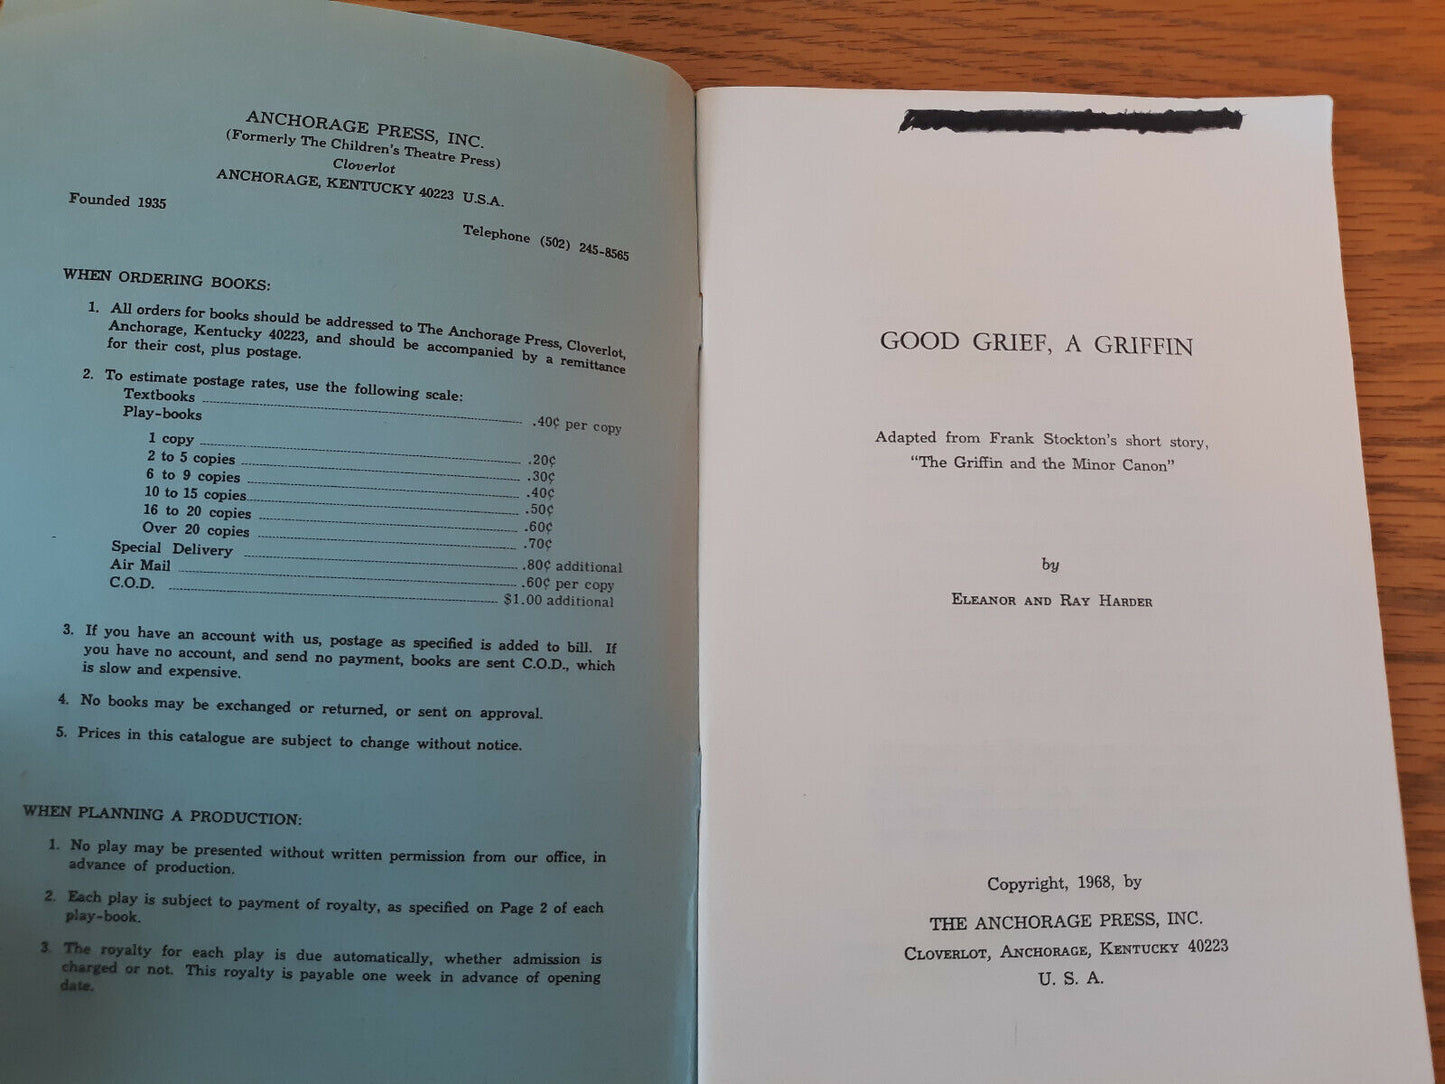 ANCHORAGE PRESS, INC.
(Formerly The Children's Theatre Press)
Cloverlot
ANCHORAGE, KENTUCKY 40223 U.S.A.
Founded 1935
Telephone (502) 245-8565
WHEN ORDERING BOOKS:
1. All orders for books should be addressed to The Anchorage Press, Cloverlot,
Anchorage, Kentucky 40223, and should be accompanied by a remittance
for their cost, plus postage.
2. To estimate postage rates, use the following scale:
Textbooks .40¢ per copy
Play-books
1 copy .20¢
2 to 5 copies .30¢
6 to 9 copies .40¢
10 to 15 copies .50¢
16 to 20 copies .60¢
Over 20 copies .70¢
Special Delivery .80¢ additional
Air Mail .60¢ per copy
C.O.D. $1.00 additional
3. If you have an account with us, postage as specified is added to bill. If
you have no account, and send no payment, books are sent C.O.D., which
is slow and expensive.
4. No books may be exchanged or returned, or sent on approval.
5. Prices in this catalogue are subject to change without notice.
WHEN PLANNING A PRODUCTION:
1. No play may be presented without written permission from our office, in
advance of production.
2. Each play is subject to payment of royalty, as specified on Page 2 of each
play-book.
3. The royalty for each play is due automatically, whether admission is
charged or not. This royalty is payable one week in advance of opening
date.
GOOD GRIEF, A GRIFFIN
Adapted from Frank Stockton's short story,
"The Griffin and the Minor Canon"
by
ELEANOR AND RAY HARDER
Copyright, 1968, by
THE ANCHORAGE PRESS, INC.
CLOVERLOT, ANCHORAGE, KENTUCKY 40223
U. S. A.